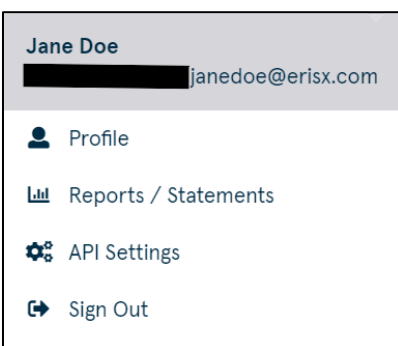 Jane Doe
janedoe@erisx.com
Profile
Reports / Statements
API Settings
Sign Out